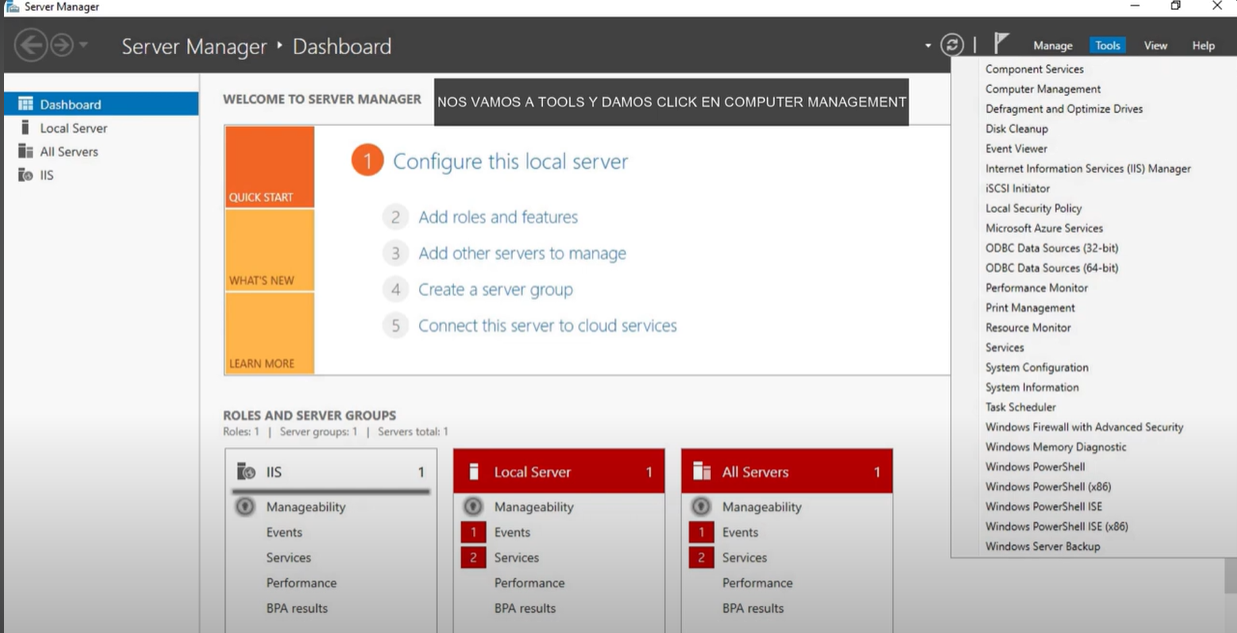 Server Manager
Server Manager ‣ Dashboard
Manage Tools View Help
Dashboard
Local Server
All Servers
IIS
WELCOME TO SERVER MANAGER
NOS VAMOS A TOOLS Y DAMOS CLICK EN COMPUTER MANAGEMENT
QUICK START
WHAT'S NEW
LEARN MORE
1 Configure this local server
2 Add roles and features
3 Add other servers to manage
4 Create a server group
5 Connect this server to cloud services
ROLES AND SERVER GROUPS
Roles: 1 | Server groups: 1 | Servers total: 1
IIS 1
Manageability
Events
Services
Performance
BPA results
Local Server 1
Manageability
1 Events
2 Services
Performance
BPA results
All Servers 1
Manageability
1 Events
2 Services
Performance
BPA results
Component Services
Computer Management
Defragment and Optimize Drives
Disk Cleanup
Event Viewer
Internet Information Services (IIS) Manager
iSCSI Initiator
Local Security Policy
Microsoft Azure Services
ODBC Data Sources (32-bit)
ODBC Data Sources (64-bit)
Performance Monitor
Print Management
Resource Monitor
Services
System Configuration
System Information
Task Scheduler
Windows Firewall with Advanced Security
Windows Memory Diagnostic
Windows PowerShell
Windows PowerShell (x86)
Windows PowerShell ISE
Windows PowerShell ISE (x86)
Windows Server Backup